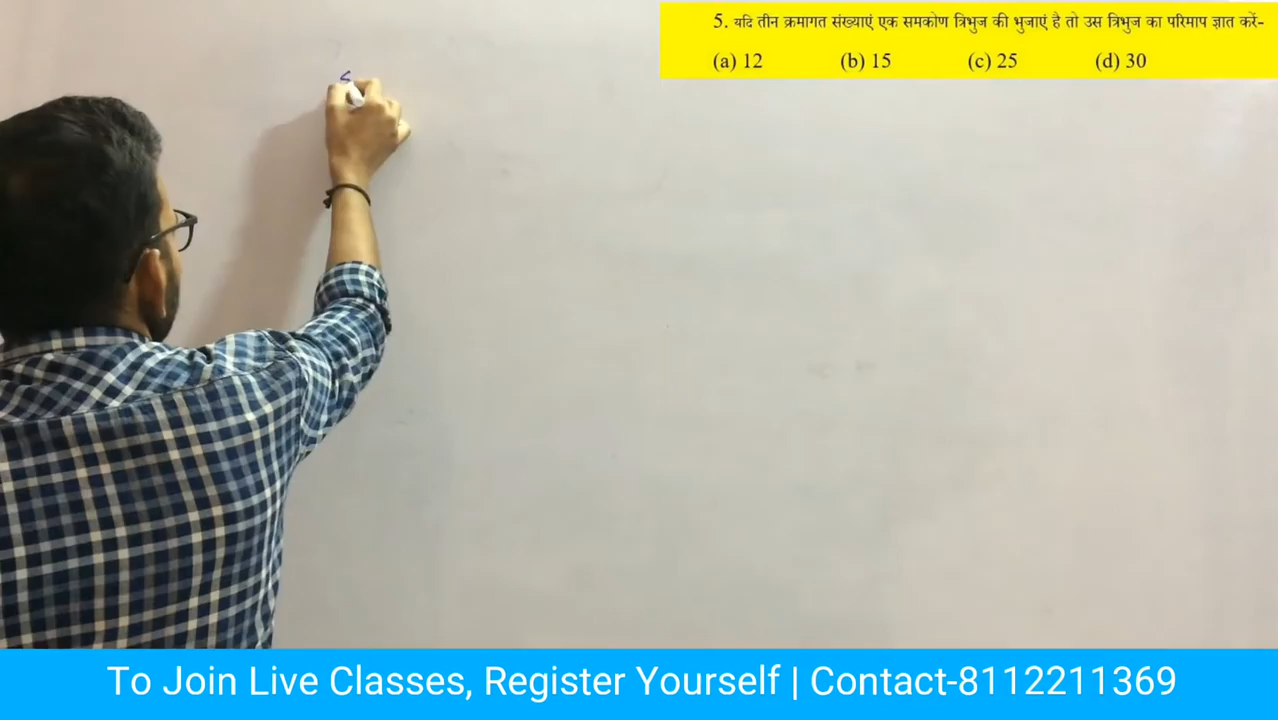 5. यदि तीन क्रमागत संख्याएं एक समकोण त्रिभुज की भुजाएं है तो उस त्रिभुज का परिमाप ज्ञात करें-
(a) 12 (b) 15 (c) 25 (d) 30
To Join Live Classes, Register Yourself | Contact-8112211369